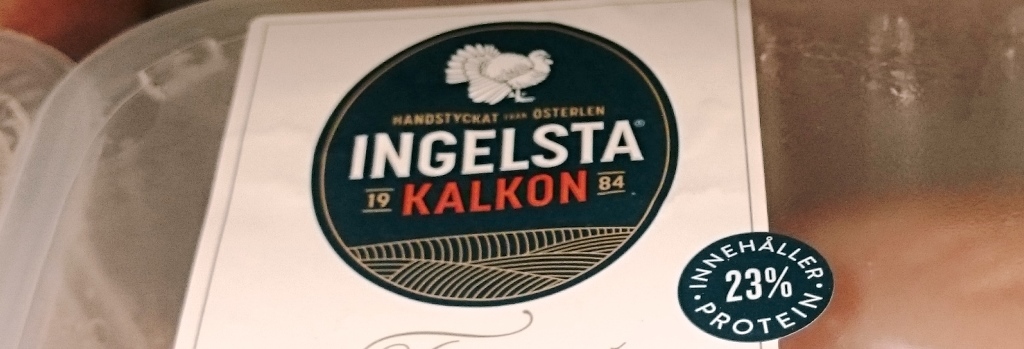 HANDSTYCKAT FRÅN ÖSTERLEN
INGELSTA®
19 KALKON 84
INNEHÅLLER
23%
PROTEIN